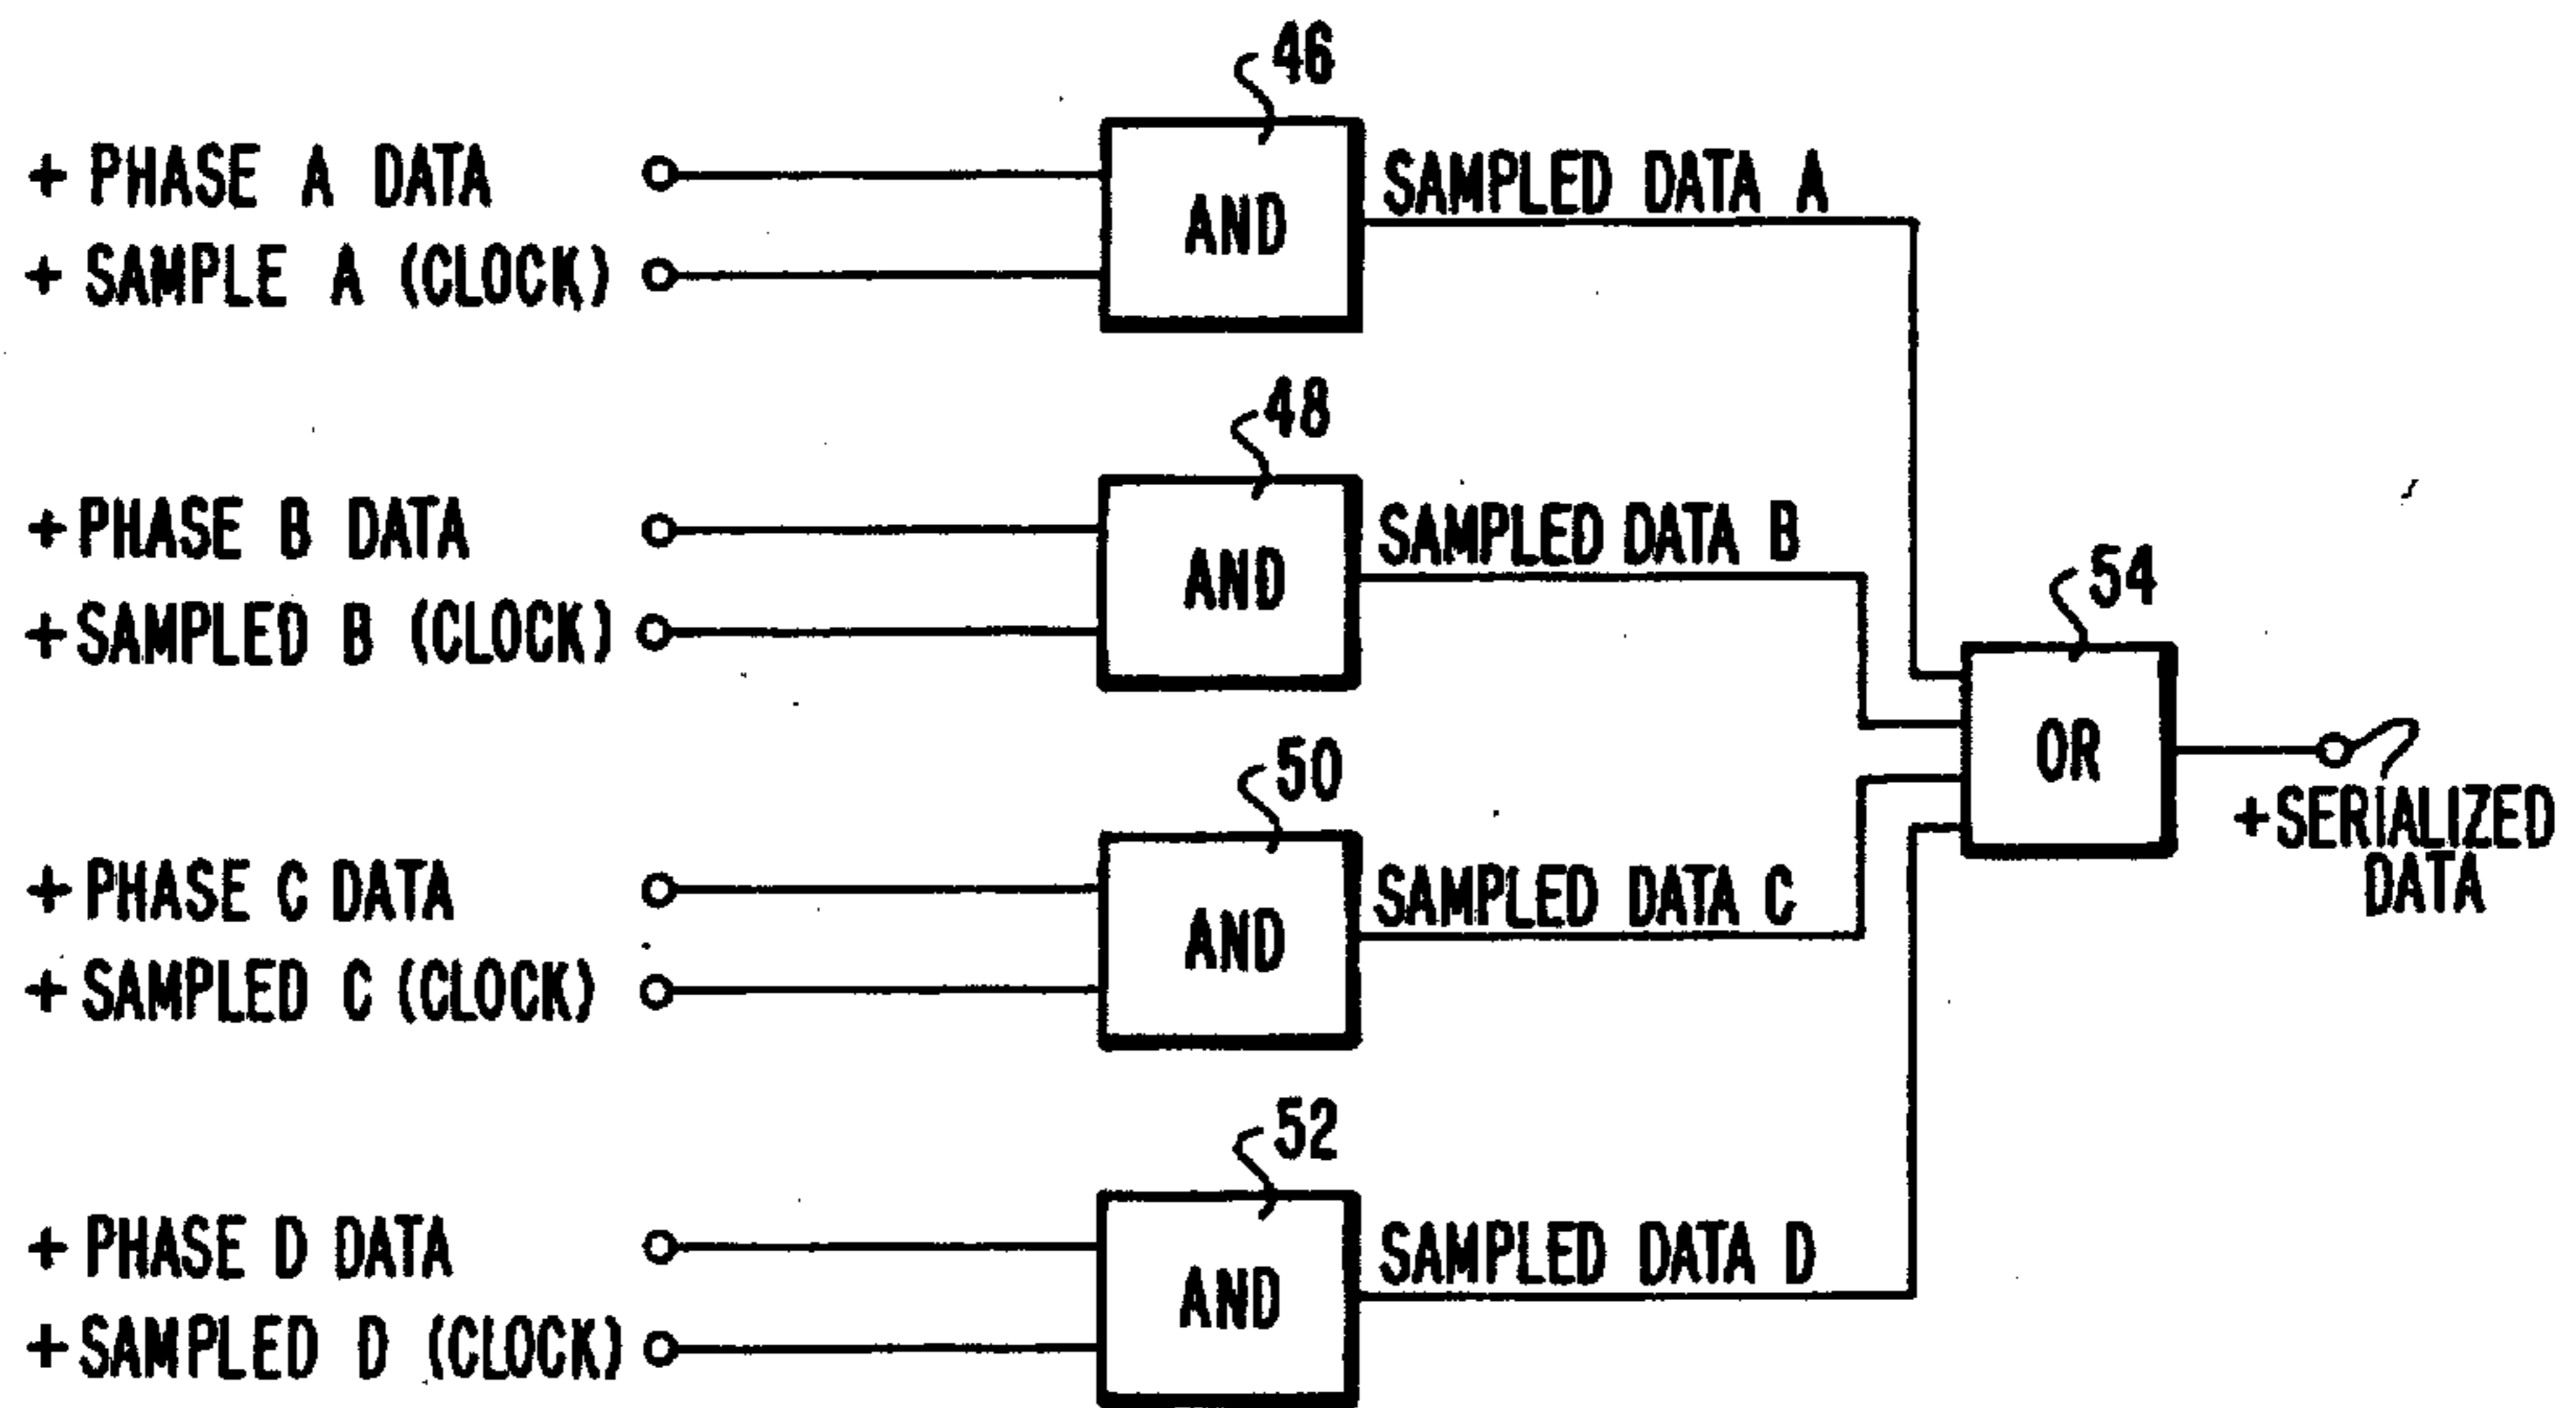 46
+ PHASE A DATA
+ SAMPLE A (CLOCK)
AND
SAMPLED DATA A
48
+ PHASE B DATA
+ SAMPLED B (CLOCK)
AND
SAMPLED DATA B
54
OR
+ SERIALIZED
DATA
50
+ PHASE C DATA
+ SAMPLED C (CLOCK)
AND
SAMPLED DATA C
52
+ PHASE D DATA
+ SAMPLED D (CLOCK)
AND
SAMPLED DATA D